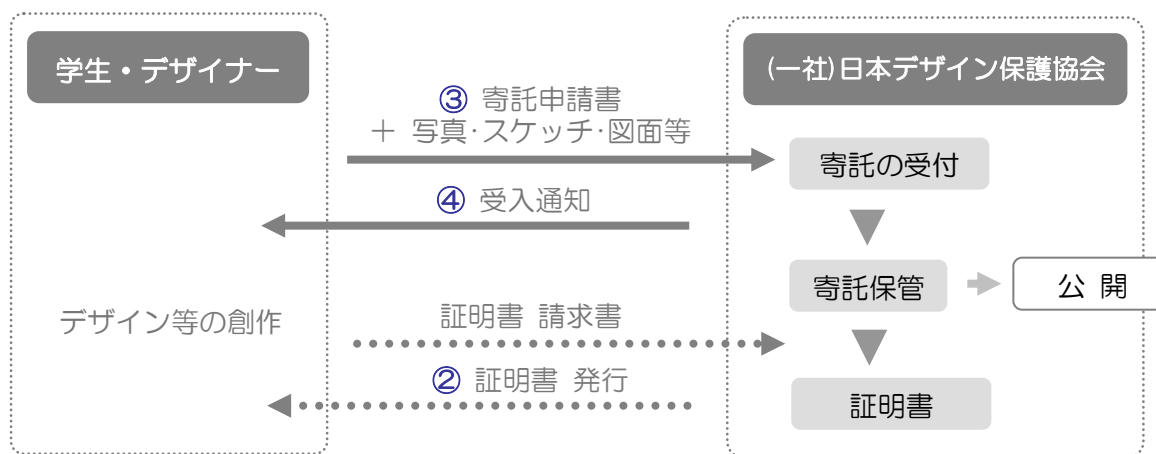 学生・デザイナー
(一社)日本デザイン保護協会
③ 寄託申請書
＋ 写真・スケッチ・図面等
寄託の受付
④ 受入通知
寄託保管
公 開
デザイン等の創作
証明書 請求書
② 証明書 発行
証明書